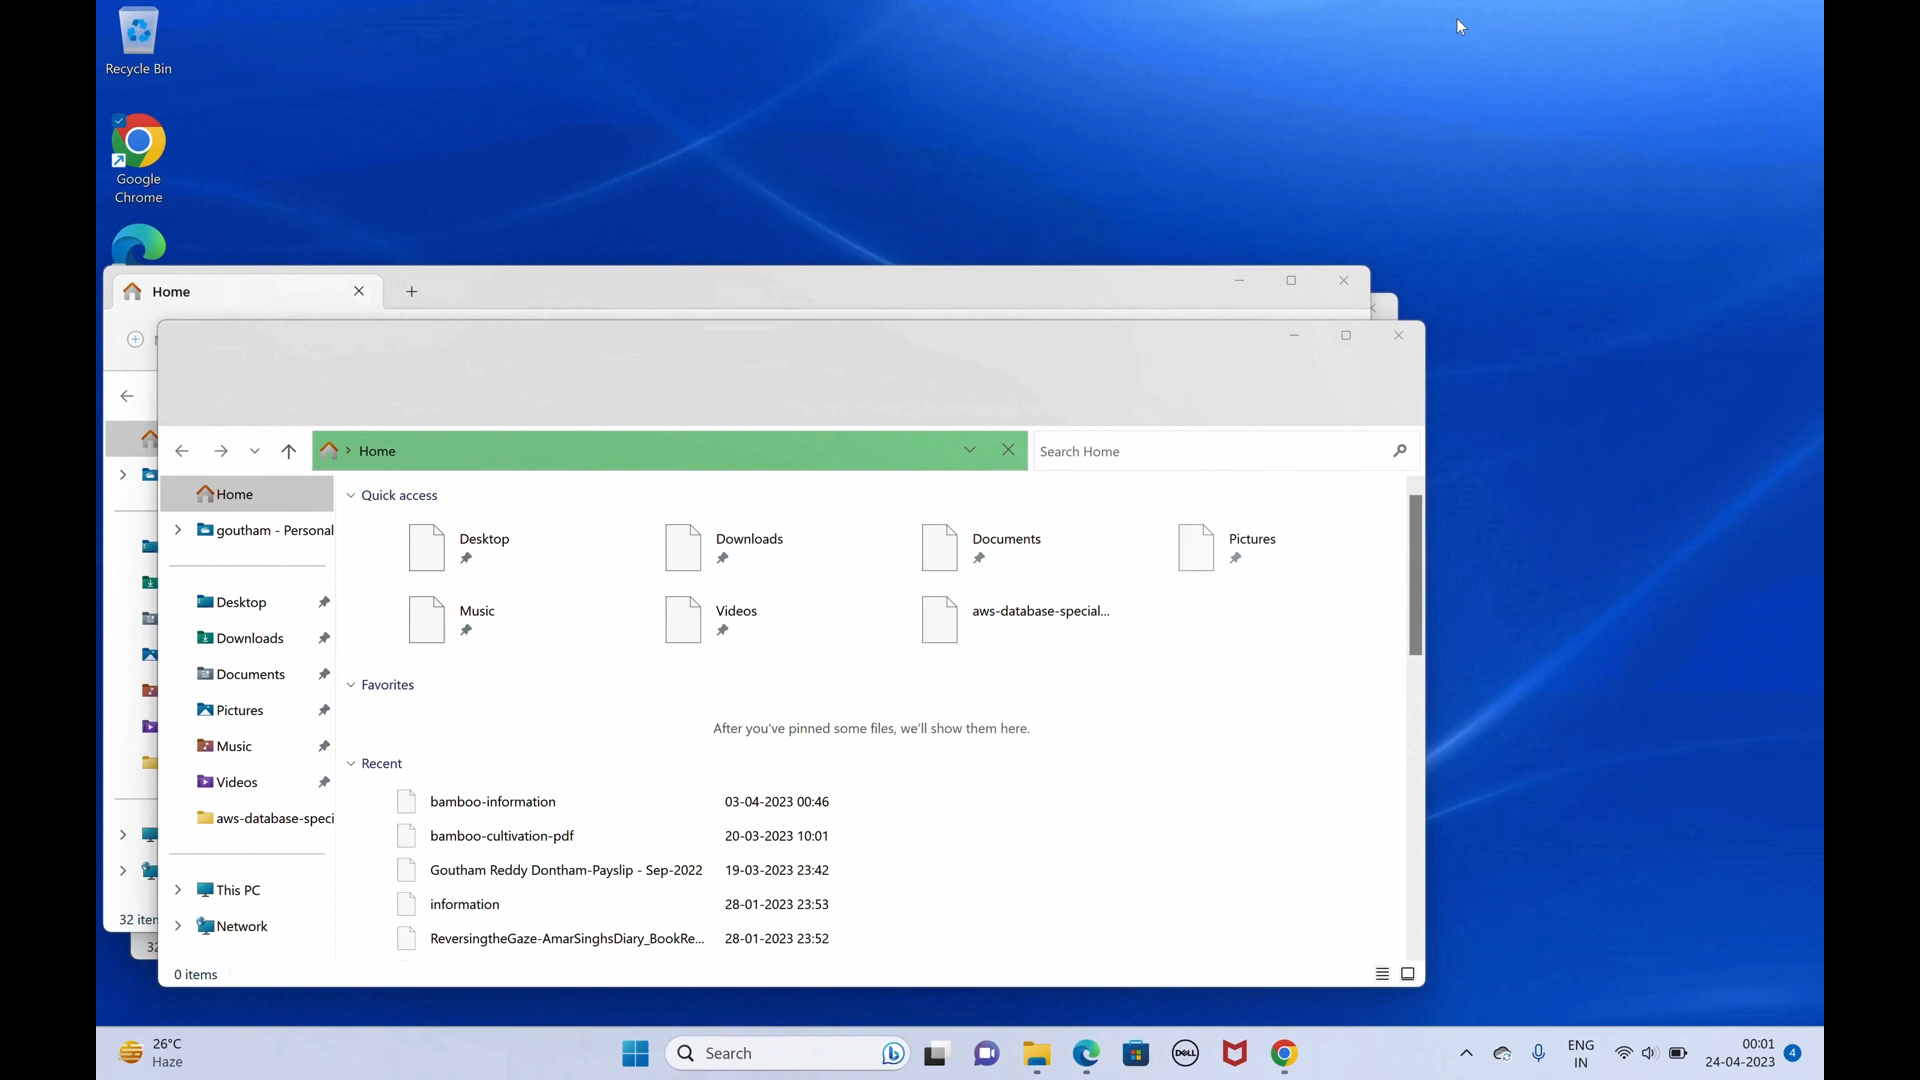 Recycle Bin
Google
Chrome
Home
Home
Search Home
Home
goutham - Personal
Desktop
Downloads
Documents
Pictures
Music
Videos
aws-database-speci
This PC
Network
Quick access
Desktop
Downloads
Documents
Pictures
Music
Videos
aws-database-special...
Favorites
After you've pinned some files, we'll show them here.
Recent
bamboo-information 03-04-2023 00:46
bamboo-cultivation-pdf 20-03-2023 10:01
Goutham Reddy Dontham-Payslip - Sep-2022 19-03-2023 23:42
information 28-01-2023 23:53
ReversingtheGaze-AmarSinghsDiary_BookRe... 28-01-2023 23:52
32 iten
32
0 items
26°C
Haze
Search
DELL
ENG
IN
00:01
24-04-2023
4